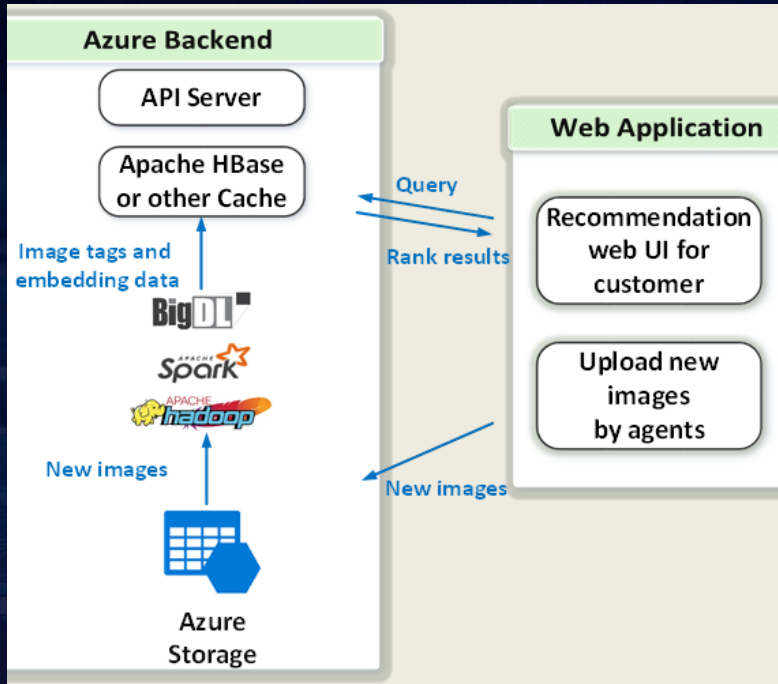 Azure Backend
API Server
Apache HBase
or other Cache
Image tags and
embedding data
BigDL
APACHE
Spark
APACHE
hadoop
New images
Azure
Storage
Query
Rank results
New images
Web Application
Recommendation
web UI for
customer
Upload new
images
by agents